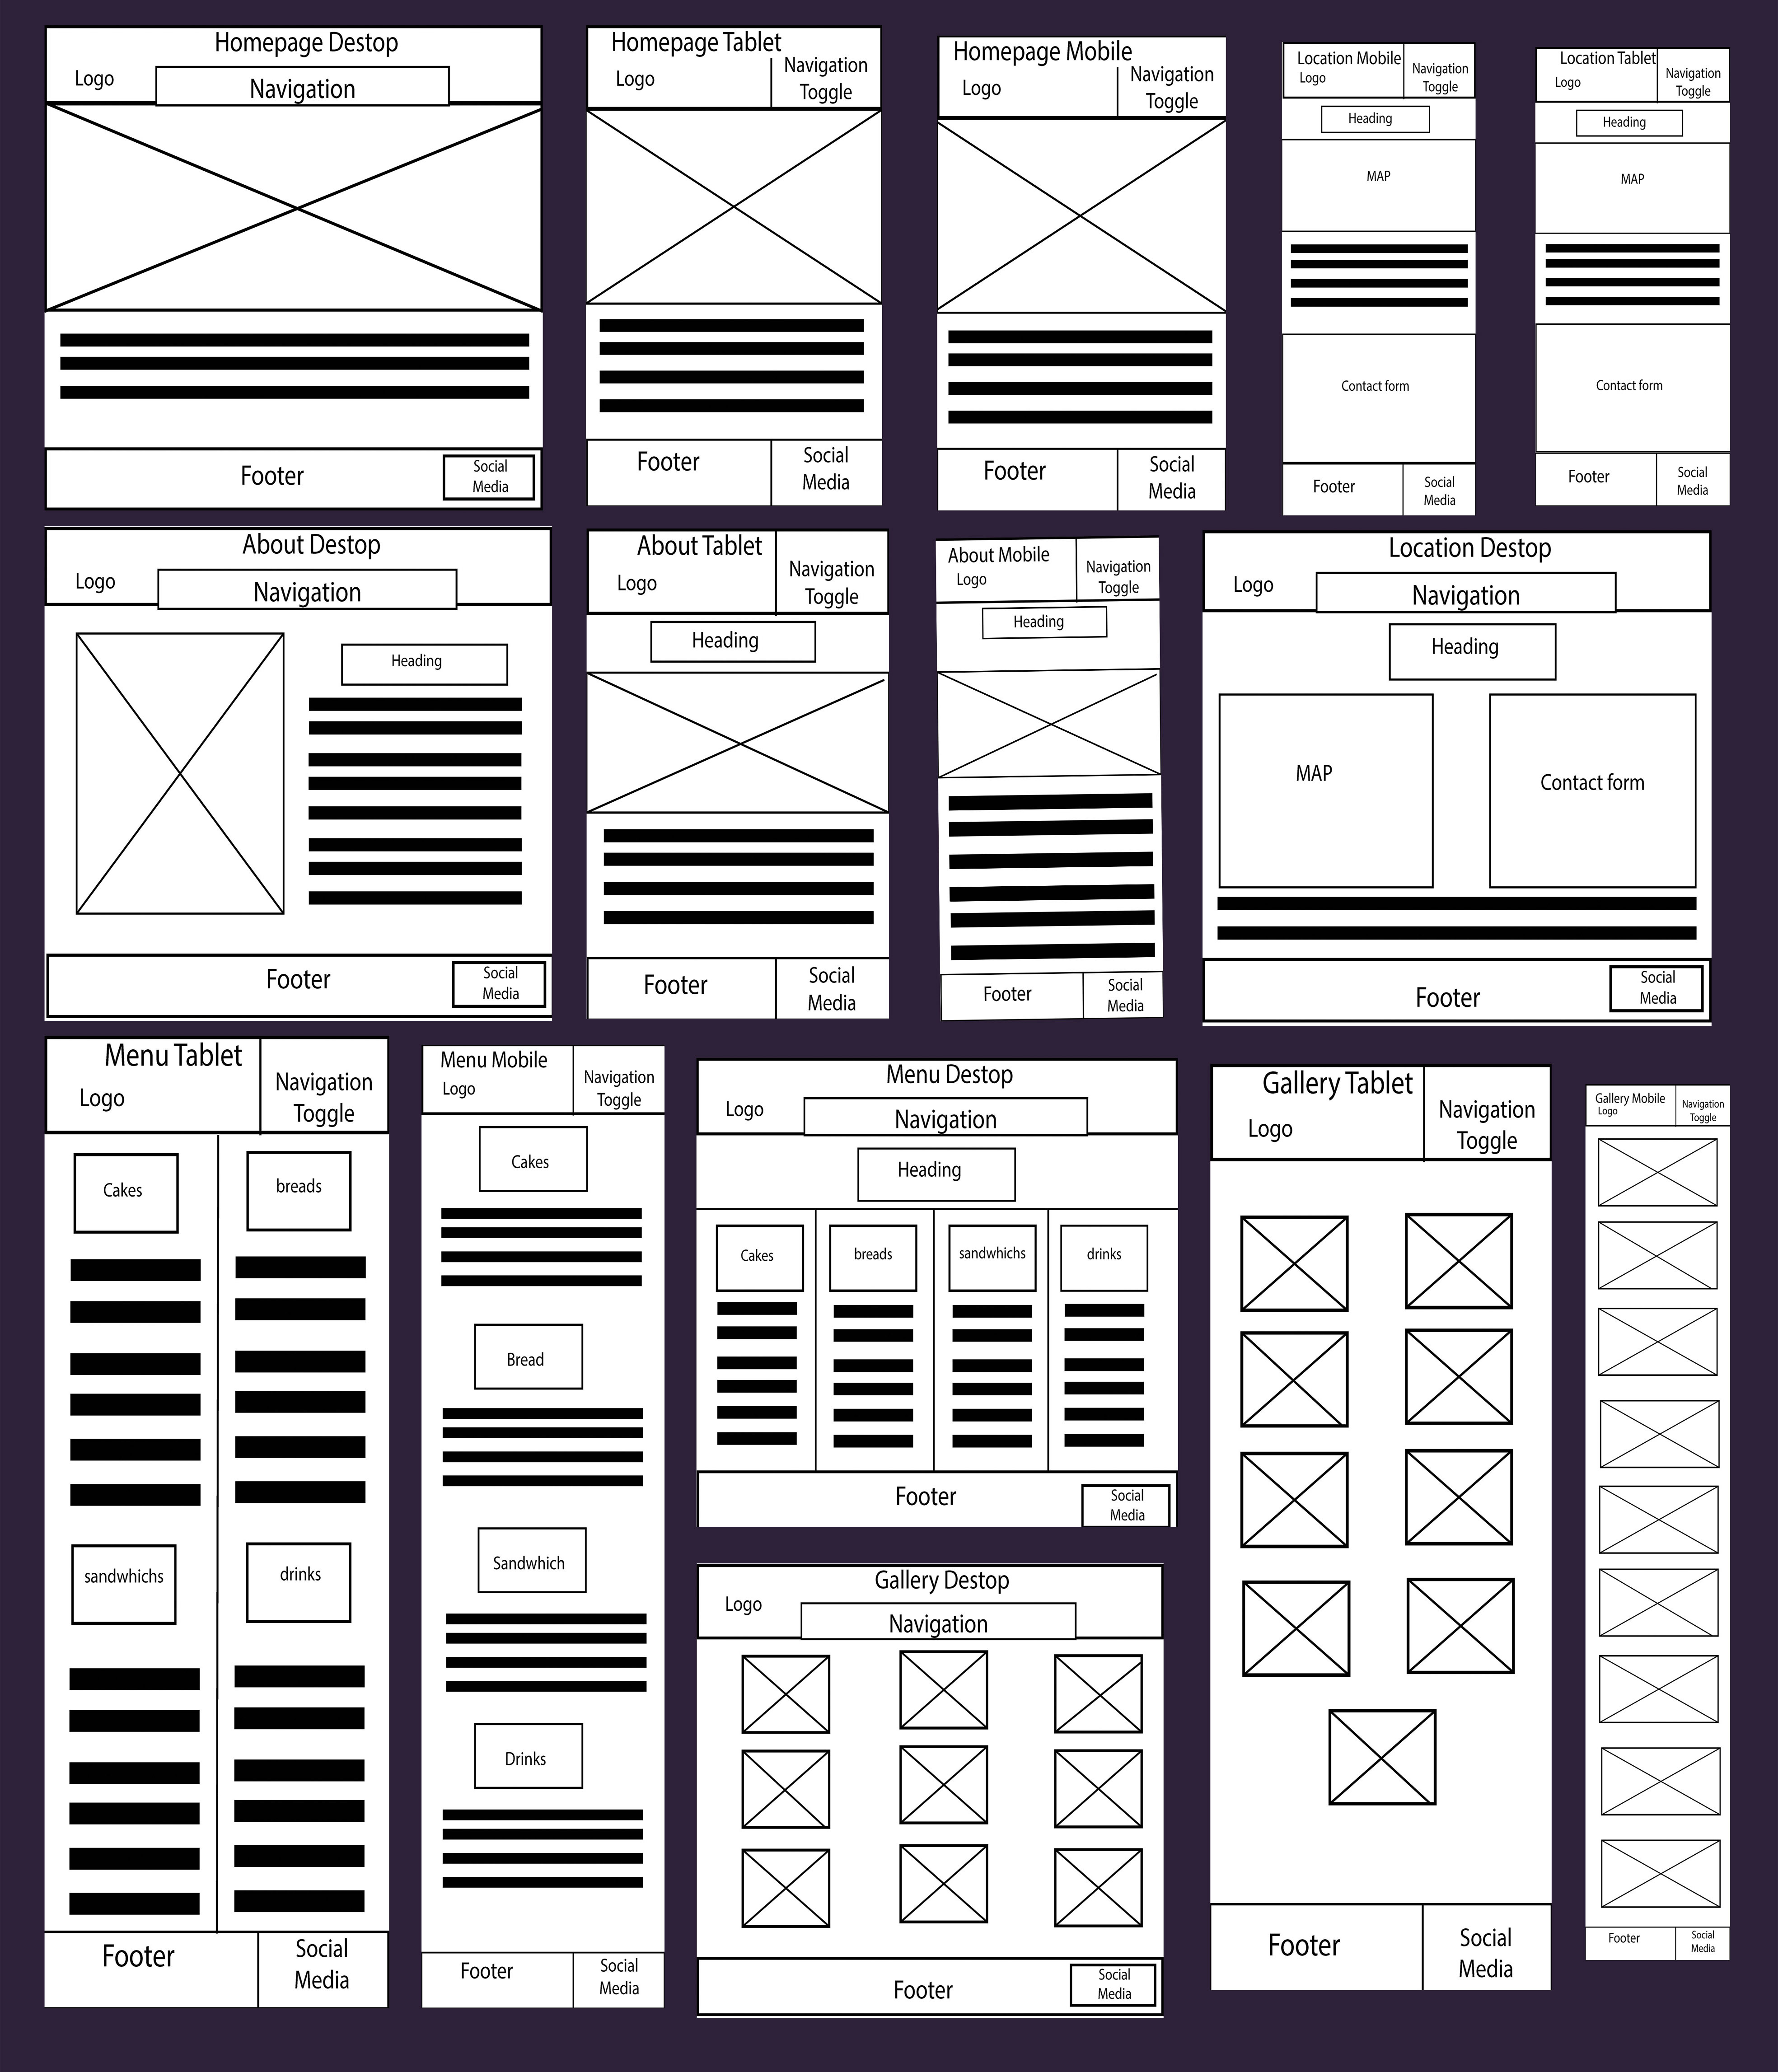 Homepage Destop
Logo
Navigation
Footer
Social
Media
Homepage Tablet
Logo
Navigation
Toggle
Footer
Social
Media
Homepage Mobile
Logo
Navigation
Toggle
Footer
Social
Media
Location Mobile
Logo
Navigation
Toggle
Heading
MAP
Contact form
Footer
Social
Media
Location Tablet
Logo
Navigation
Toggle
Heading
MAP
Contact form
Footer
Social
Media
About Destop
Logo
Navigation
Heading
Footer
Social
Media
About Tablet
Logo
Navigation
Toggle
Heading
Footer
Social
Media
About Mobile
Logo
Navigation
Toggle
Heading
Footer
Social
Media
Location Destop
Logo
Navigation
Heading
MAP
Contact form
Footer
Social
Media
Menu Tablet
Logo
Navigation
Toggle
Cakes
breads
sandwhichs
drinks
Footer
Social
Media
Menu Mobile
Logo
Navigation
Toggle
Cakes
Bread
Sandwhich
Drinks
Footer
Social
Media
Menu Destop
Logo
Navigation
Heading
Cakes
breads
sandwhichs
drinks
Footer
Social
Media
Gallery Destop
Logo
Navigation
Footer
Social
Media
Gallery Tablet
Logo
Navigation
Toggle
Footer
Social
Media
Gallery Mobile
Logo
Navigation
Toggle
Footer
Social
Media